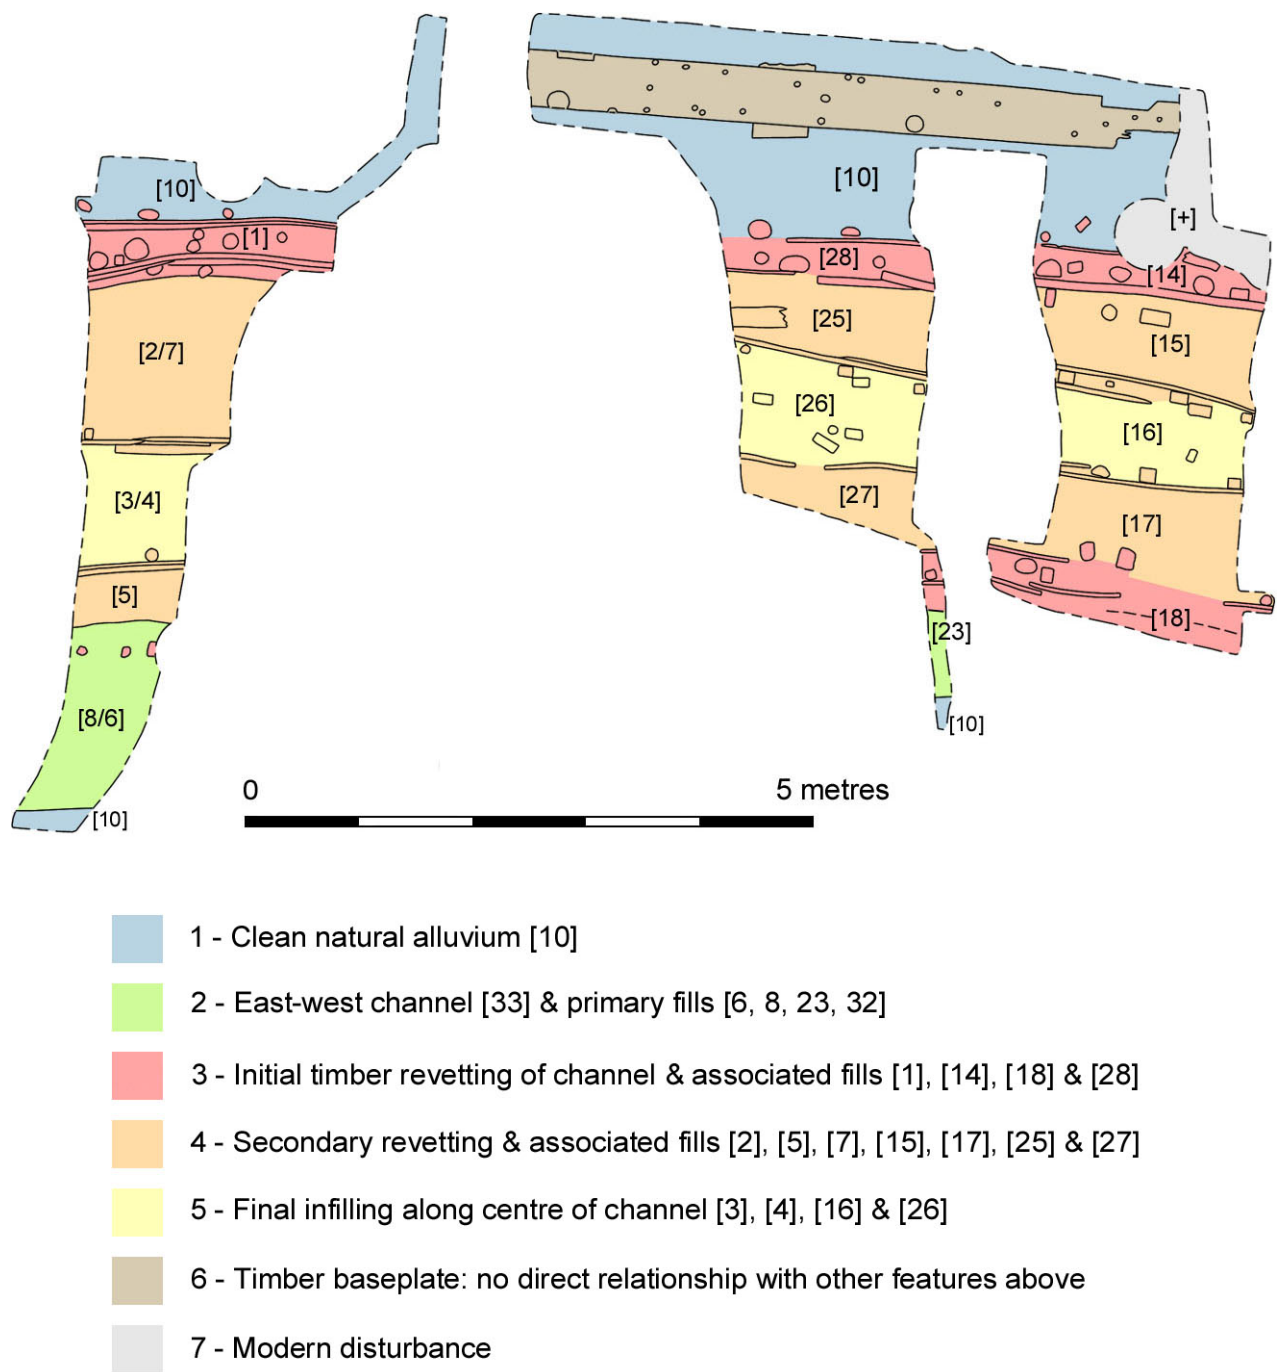 [10]
[1]
[2/7]
[3/4]
[5]
[8/6]
[10]
[10]
[28]
[25]
[26]
[27]
[23]
[10]
[+]
[14]
[15]
[16]
[17]
[18]
0 5 metres
1 - Clean natural alluvium [10]
2 - East-west channel [33] & primary fills [6, 8, 23, 32]
3 - Initial timber revetting of channel & associated fills [1], [14], [18] & [28]
4 - Secondary revetting & associated fills [2], [5], [7], [15], [17], [25] & [27]
5 - Final infilling along centre of channel [3], [4], [16] & [26]
6 - Timber baseplate: no direct relationship with other features above
7 - Modern disturbance